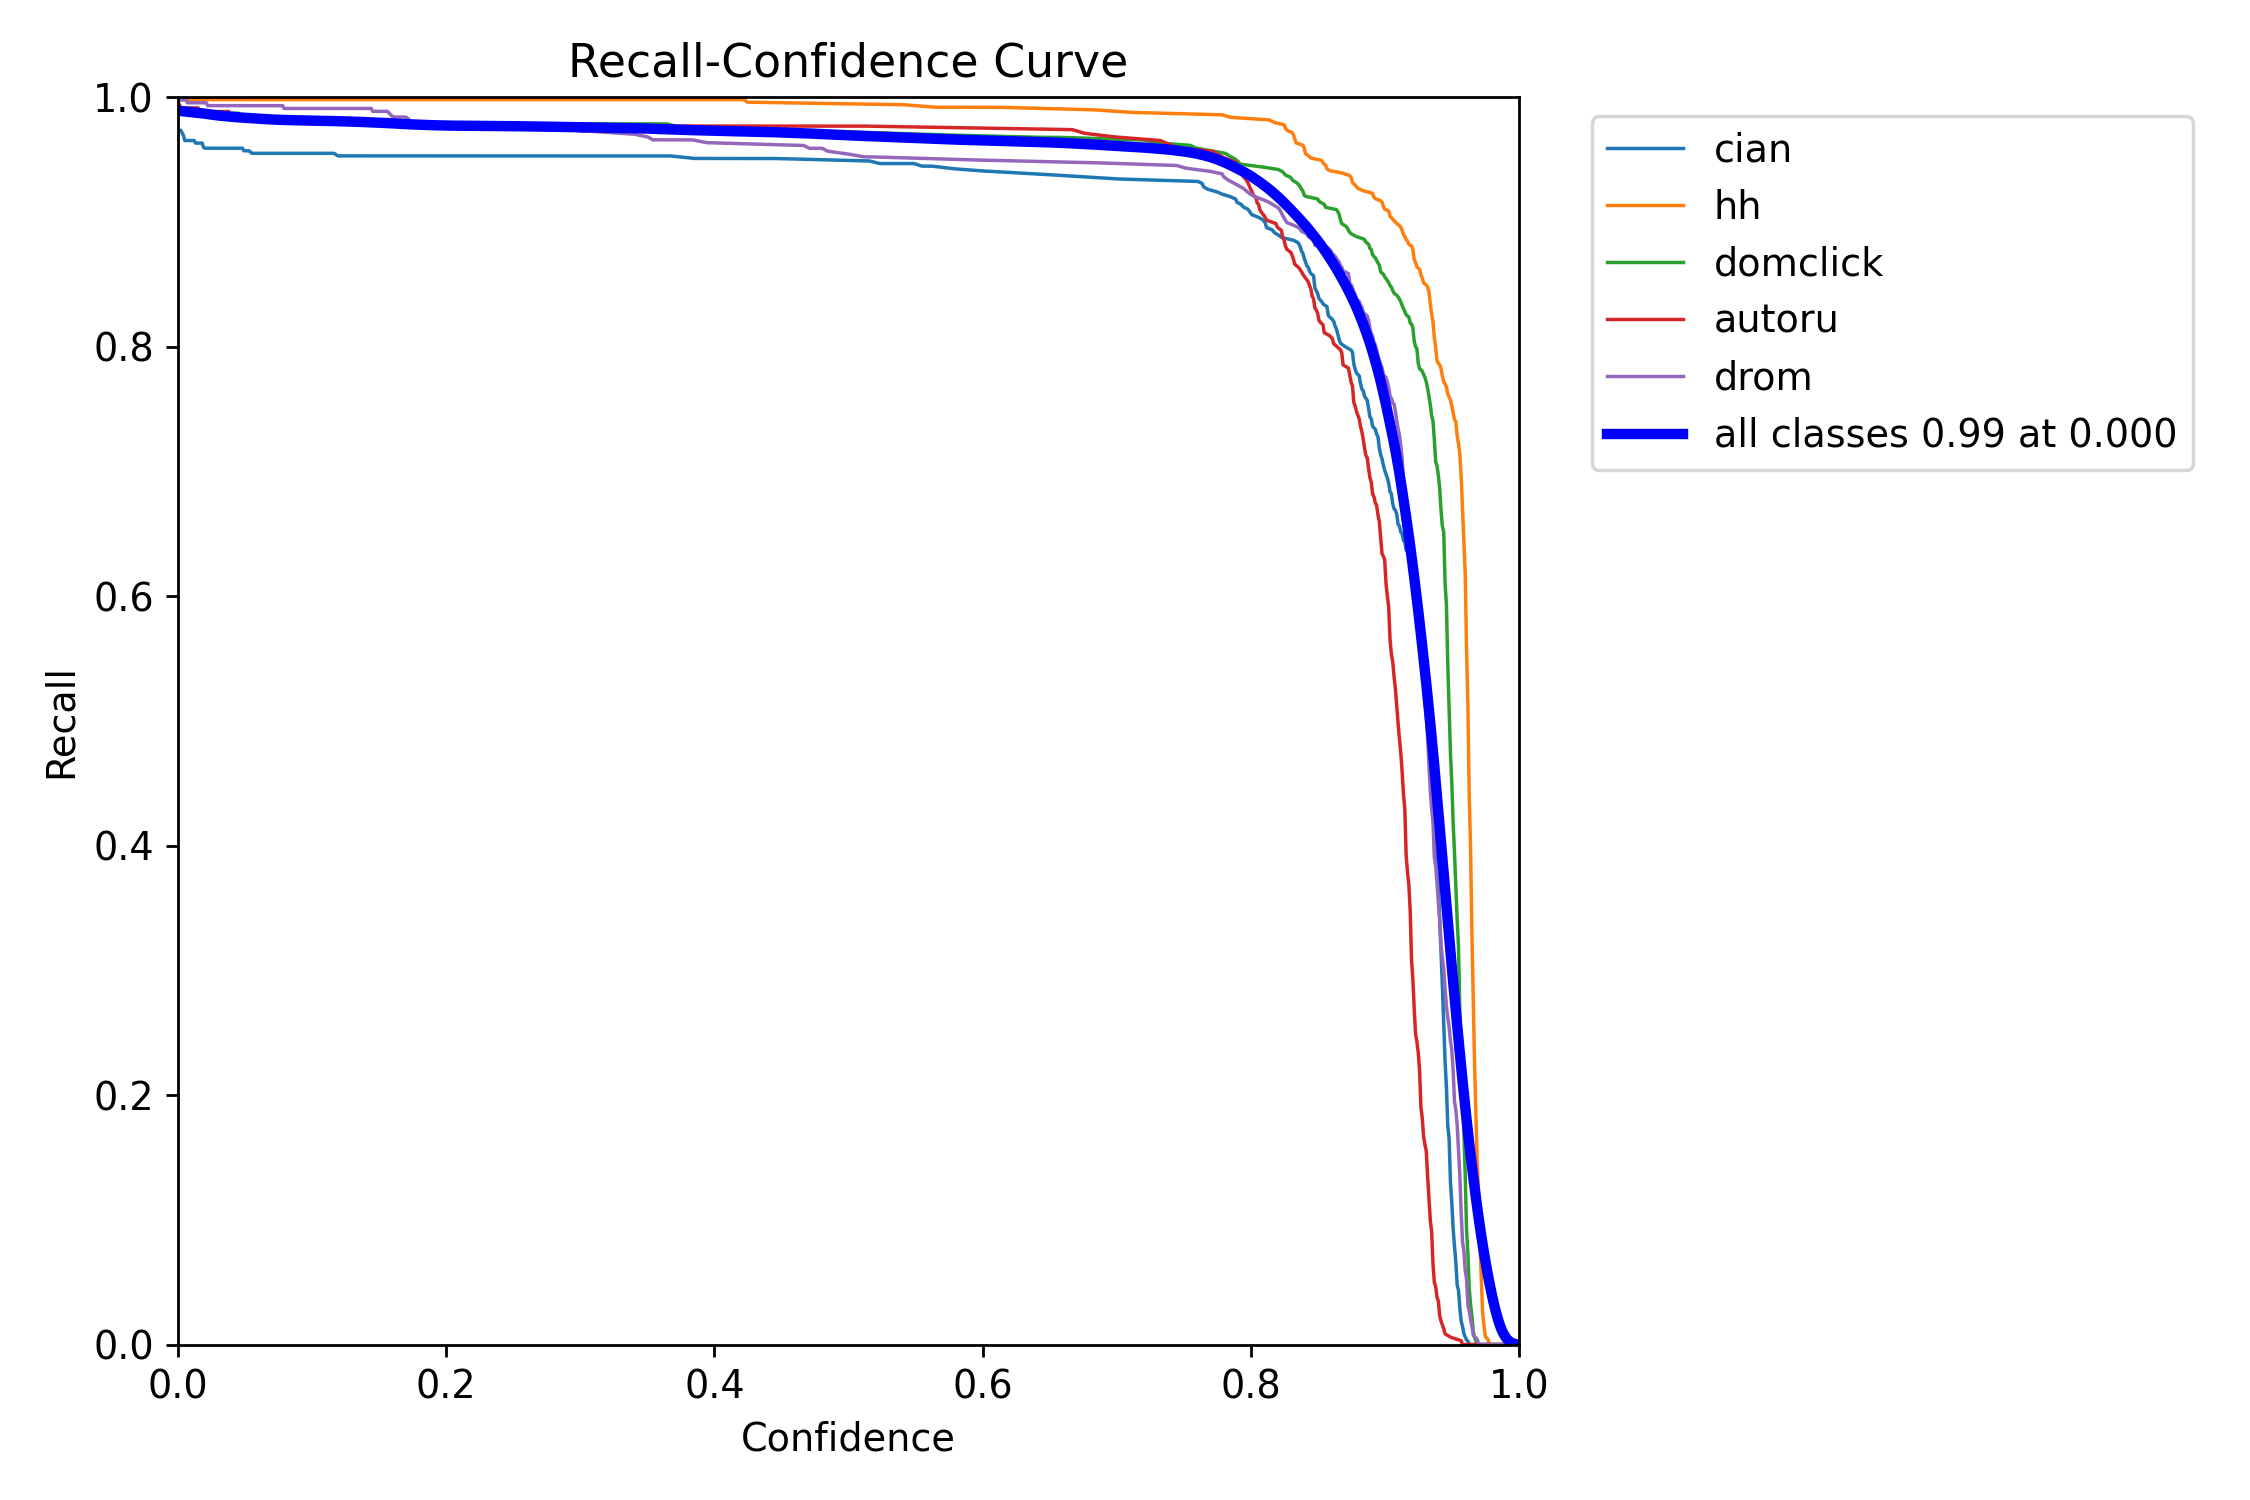 Recall-Confidence Curve
1.0
0.8
0.6
0.4
0.2
0.0
Recall
0.0 0.2 0.4 0.6 0.8 1.0
Confidence
cian
hh
domclick
autoru
drom
all classes 0.99 at 0.000